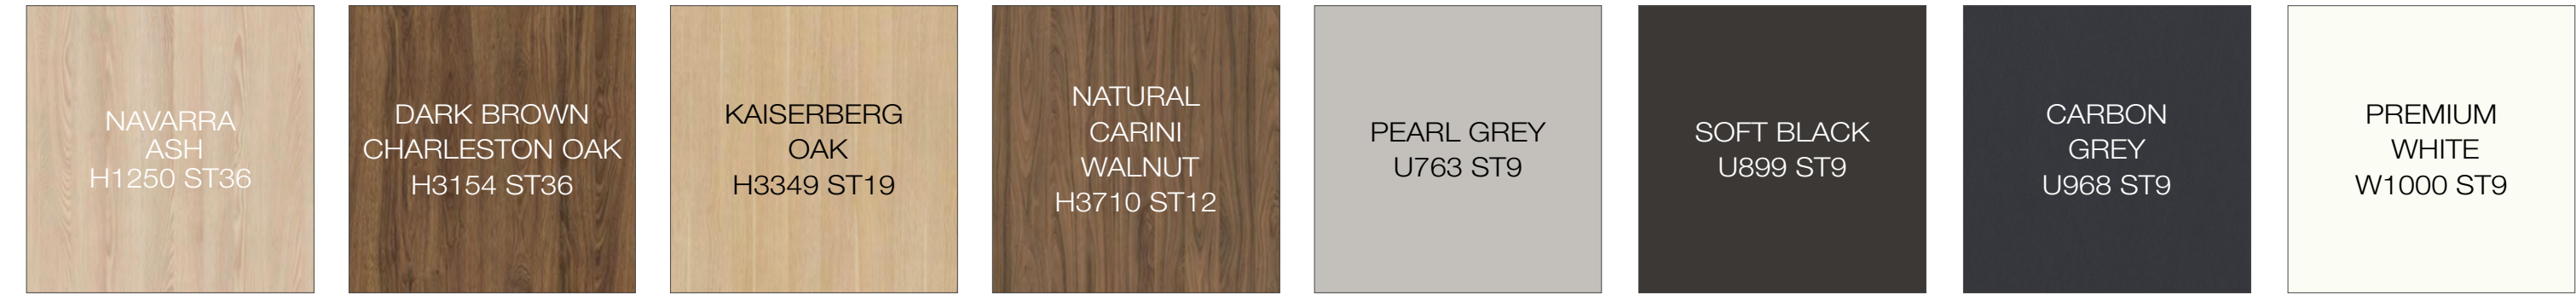 NAVARRA
ASH
H1250 ST36
DARK BROWN
CHARLESTON OAK
H3154 ST36
KAISERBERG
OAK
H3349 ST19
NATURAL
CARINI
WALNUT
H3710 ST12
PEARL GREY
U763 ST9
SOFT BLACK
U899 ST9
CARBON
GREY
U968 ST9
PREMIUM
WHITE
W1000 ST9